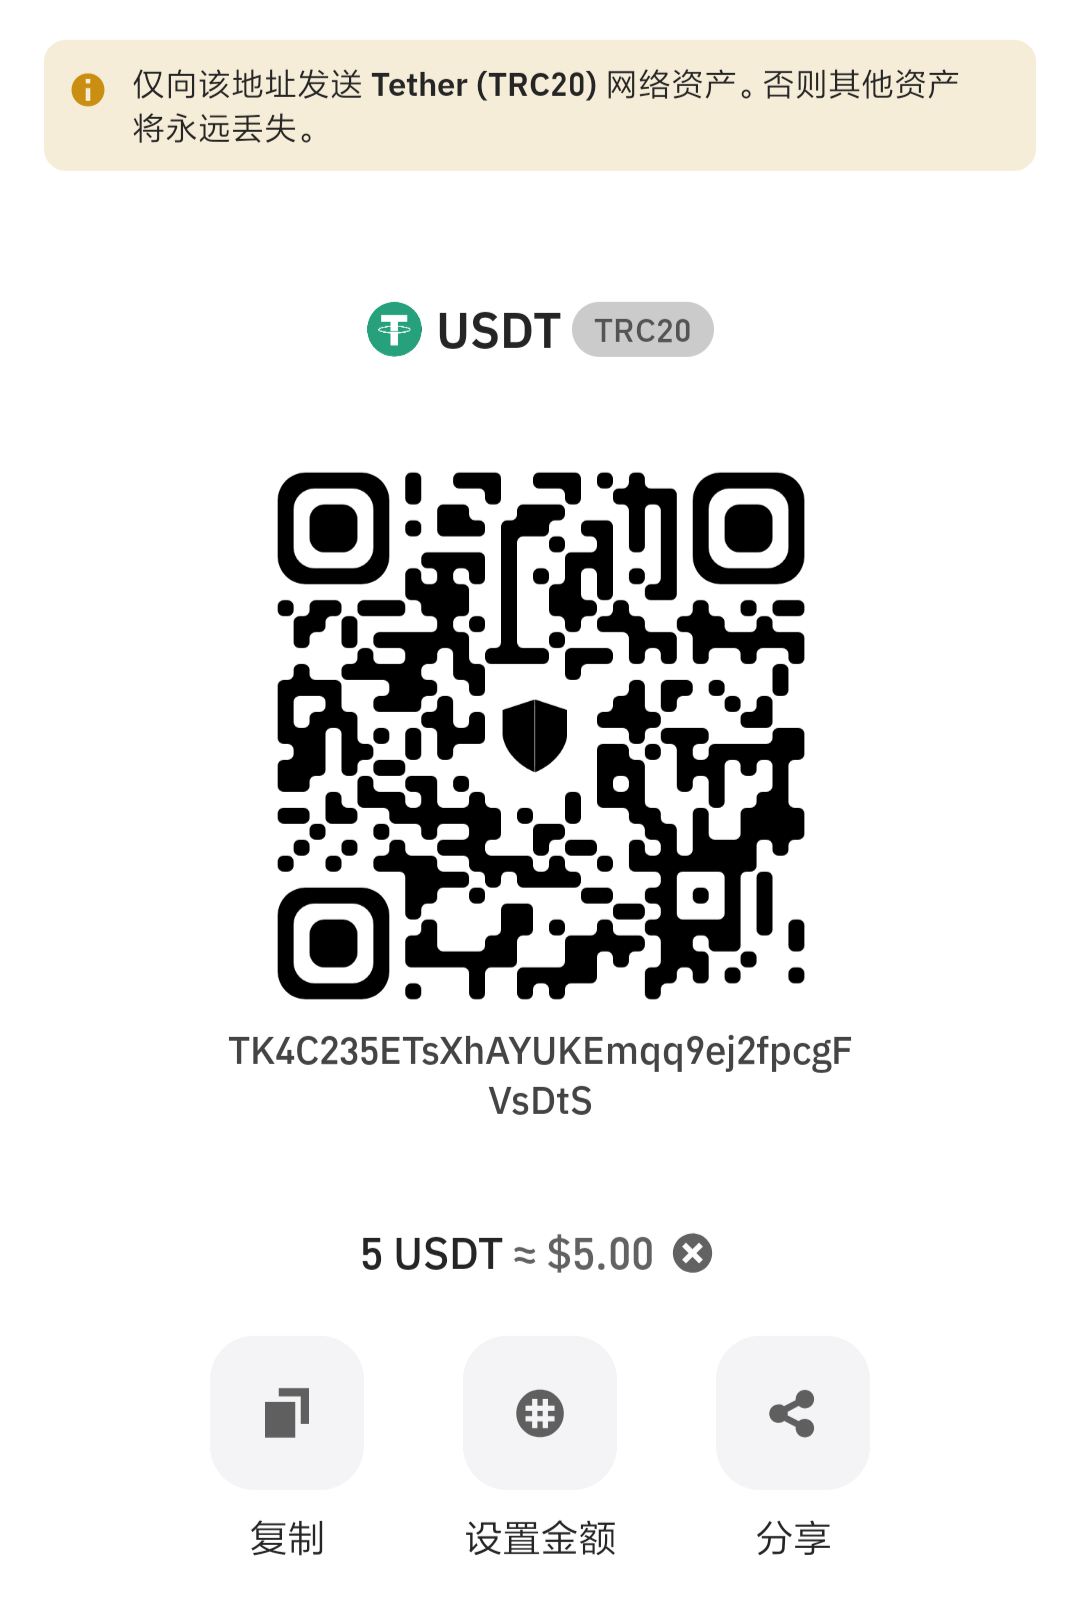 仅向该地址发送 Tether (TRC20) 网络资产。否则其他资产
将永远丢失。
USDT TRC20
TK4C235ETsXhAYUKEmqq9ej2fpcgF
VsDtS
5 USDT ≈ $5.00
复制 设置金额 分享